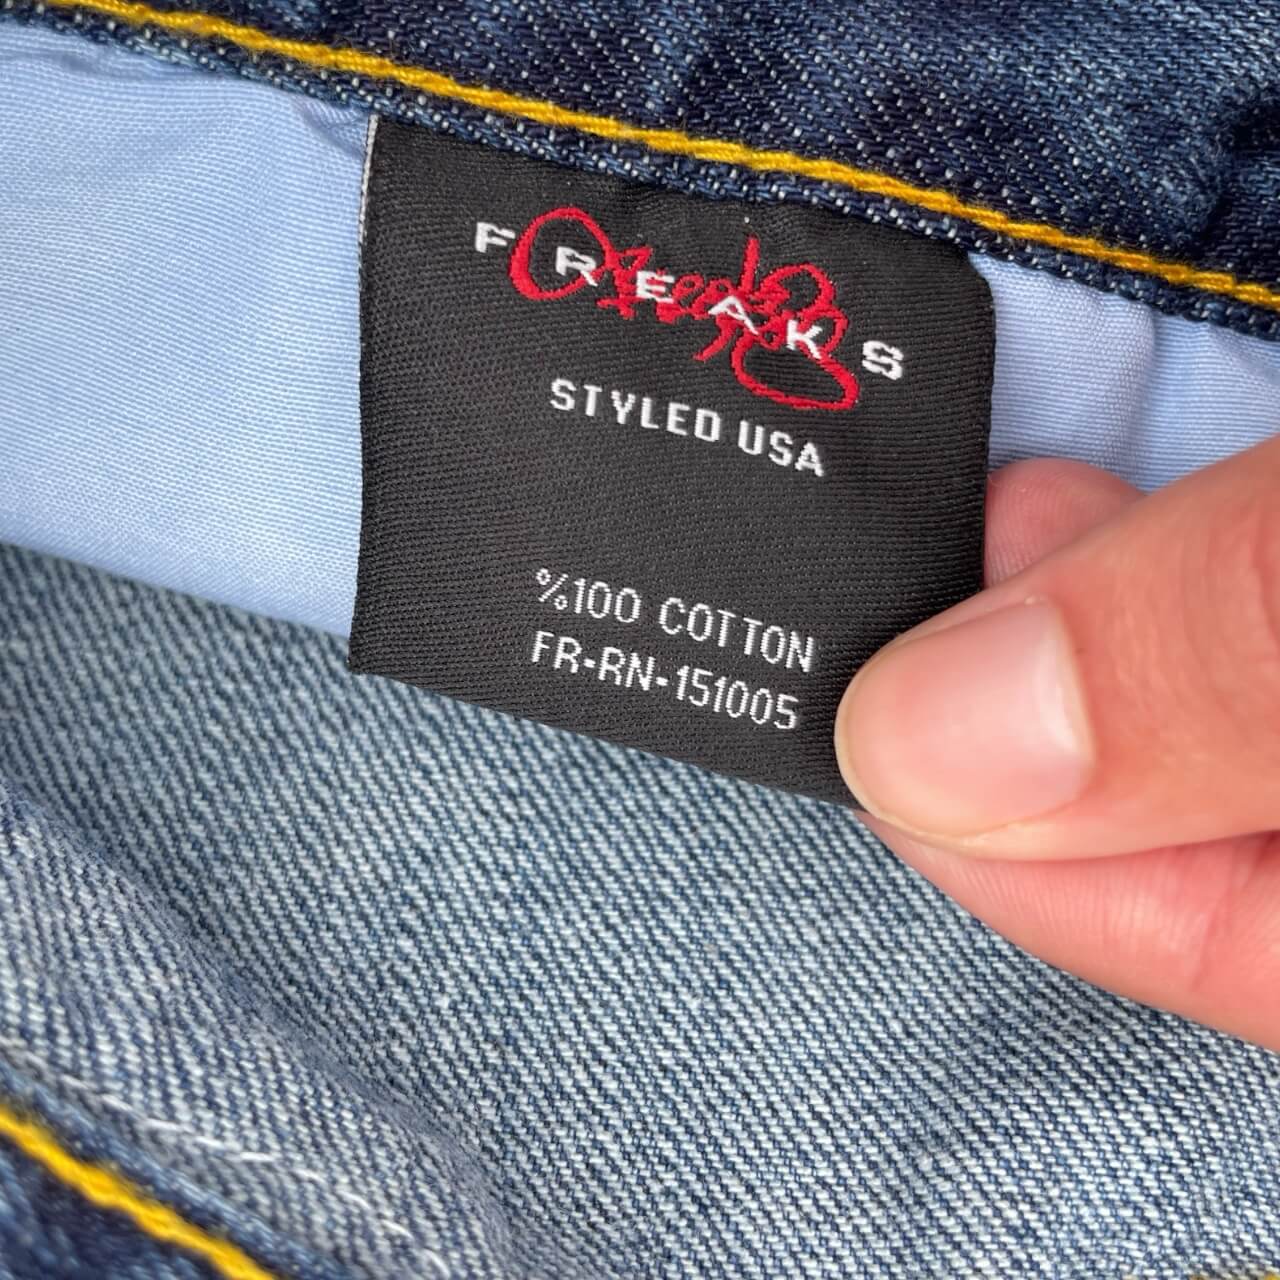 FREAKS
STYLED USA
%100 COTTON
FR-RN-151005